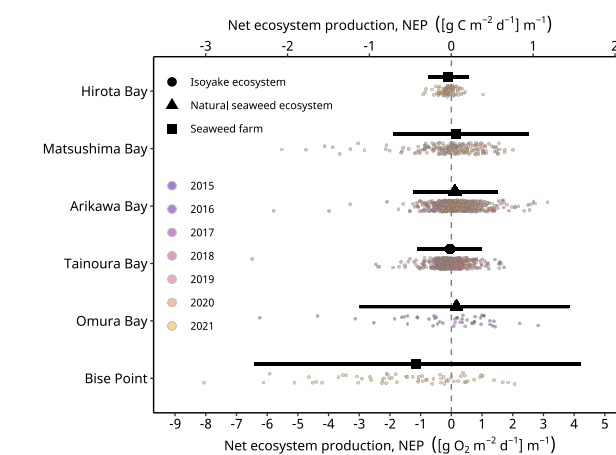 Net ecosystem production, NEP ([g C m⁻² d⁻¹] m⁻¹)
-3 -2 -1 0 1 2
Hirota Bay
Matsushima Bay
Arikawa Bay
Tainoura Bay
Omura Bay
Bise Point
Isoyake ecosystem
Natural seaweed ecosystem
Seaweed farm
2015
2016
2017
2018
2019
2020
2021
-9 -8 -7 -6 -5 -4 -3 -2 -1 0 1 2 3 4 5
Net ecosystem production, NEP ([g O₂ m⁻² d⁻¹] m⁻¹)